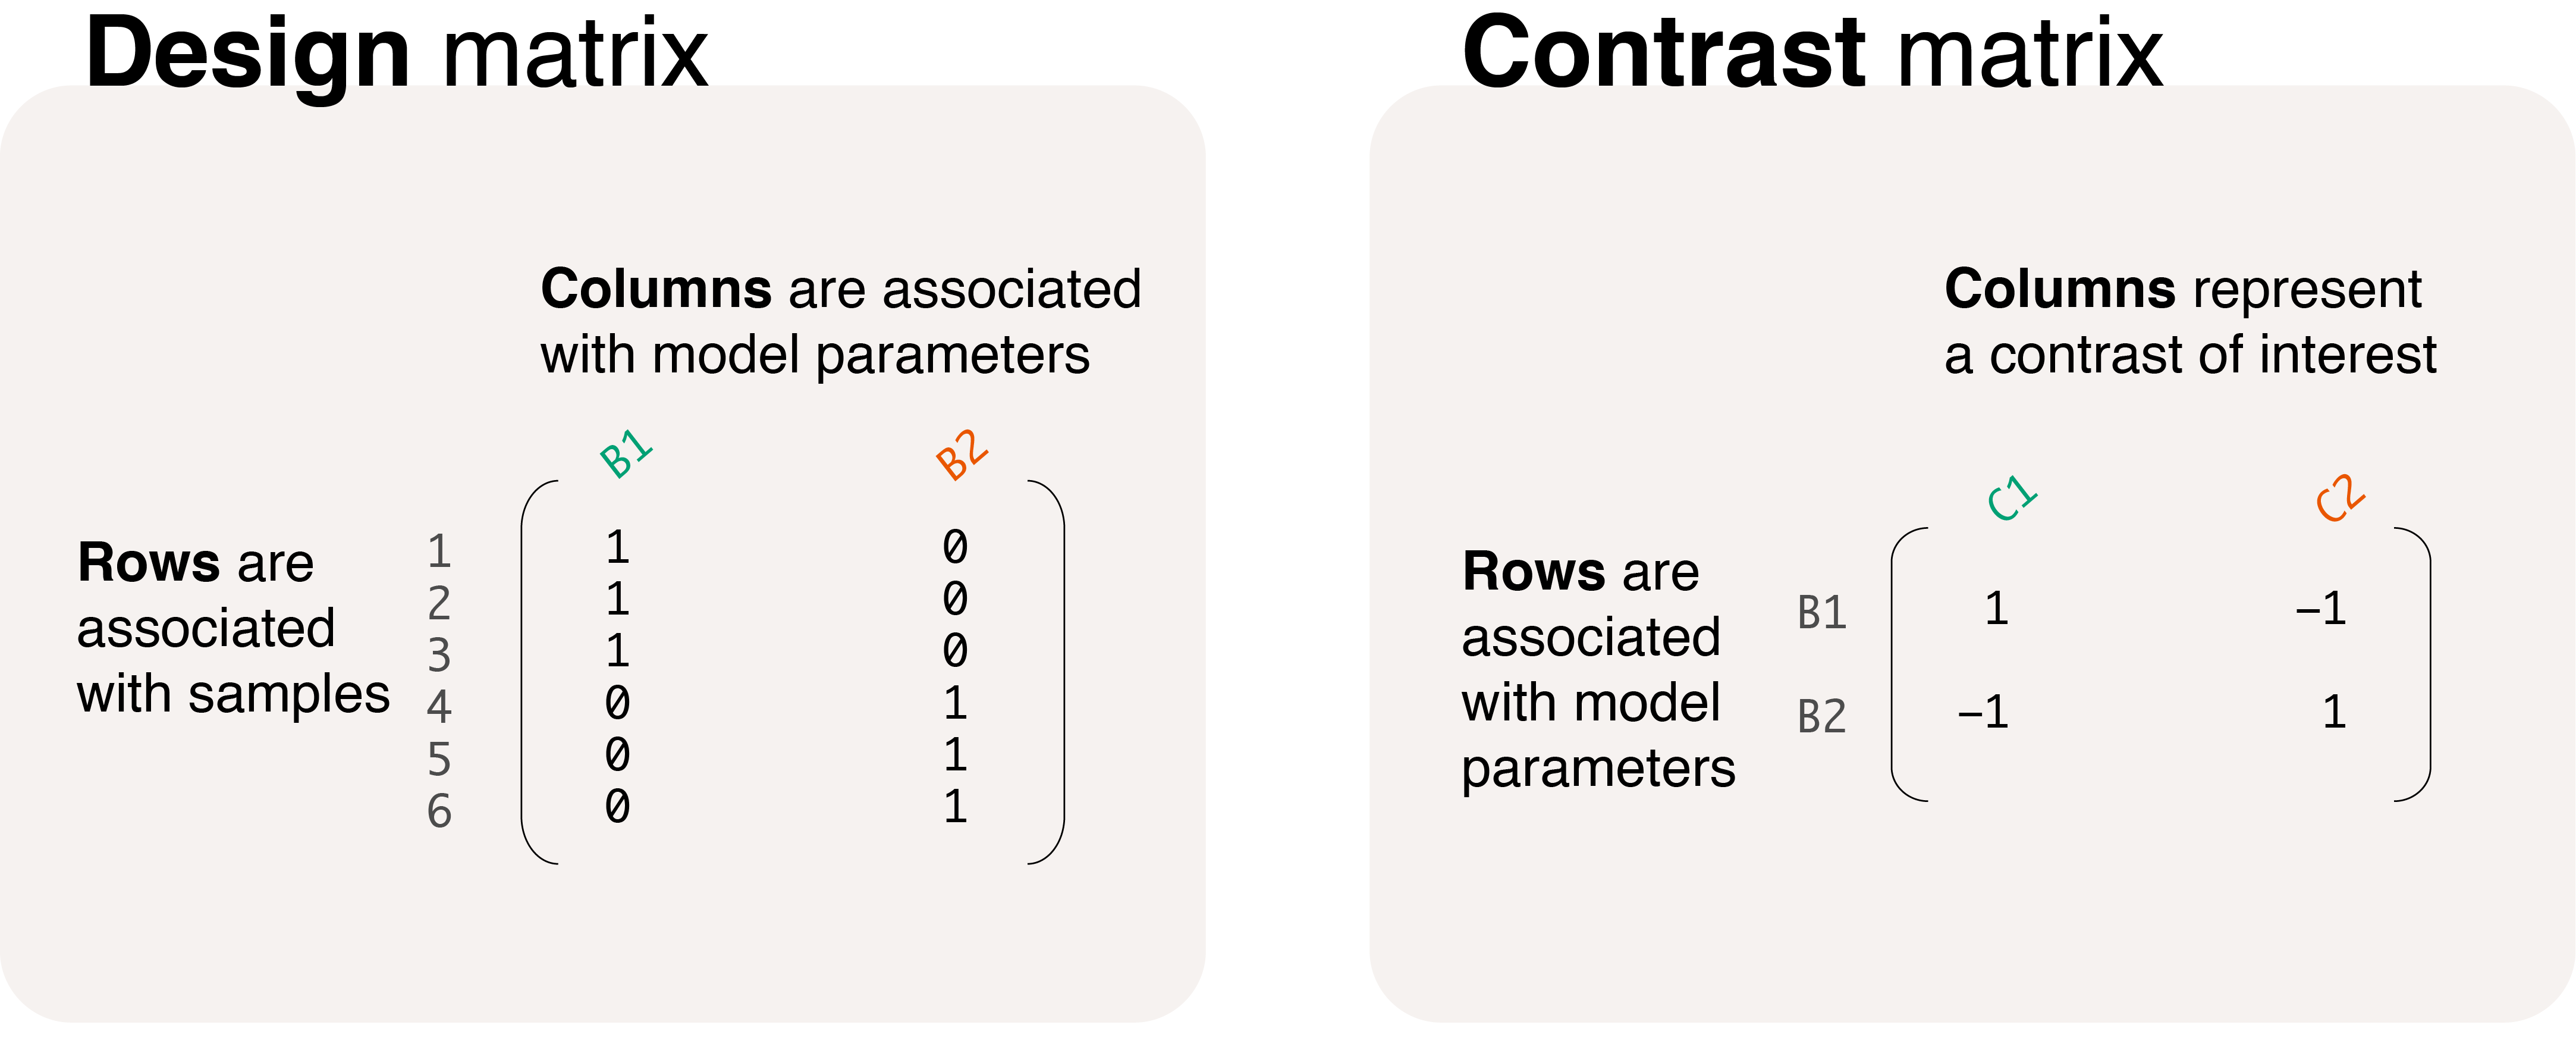 Design matrix
Columns are associated
with model parameters
B1 B2
Rows are
associated
with samples
1 1 0
2 1 0
3 1 0
4 0 1
5 0 1
6 0 1
Contrast matrix
Columns represent
a contrast of interest
C1 C2
Rows are
associated
with model
parameters
B1 1 −1
B2 −1 1